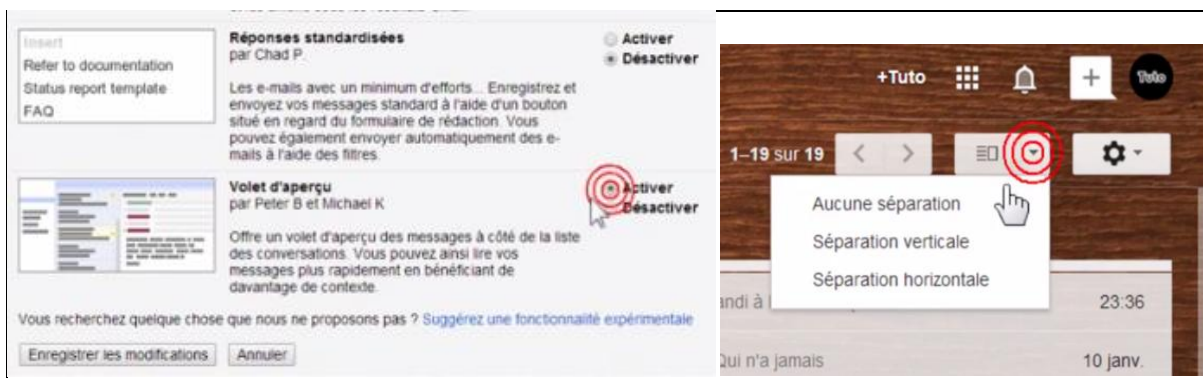 Insert
Refer to documentation
Status report template
FAQ
Réponses standardisées
par Chad P.
Les e-mails avec un minimum d'efforts... Enregistrez et
envoyez vos messages standard à l'aide d'un bouton
situé en regard du formulaire de rédaction. Vous
pouvez également envoyer automatiquement des e-
mails à l'aide des filtres.
Activer
Désactiver
Volet d'aperçu
par Peter B et Michael K
Offre un volet d'aperçu des messages à côté de la liste
des conversations. Vous pouvez ainsi lire vos
messages plus rapidement en bénéficiant de
davantage de contexte.
Activer
Désactiver
Vous recherchez quelque chose que nous ne proposons pas ? Suggérez une fonctionnalité expérimentale
Enregistrer les modifications
Annuler
+Tuto
Tuto
1–19 sur 19
Aucune séparation
Séparation verticale
Séparation horizontale
23:36
Qui n'a jamais
10 janv.